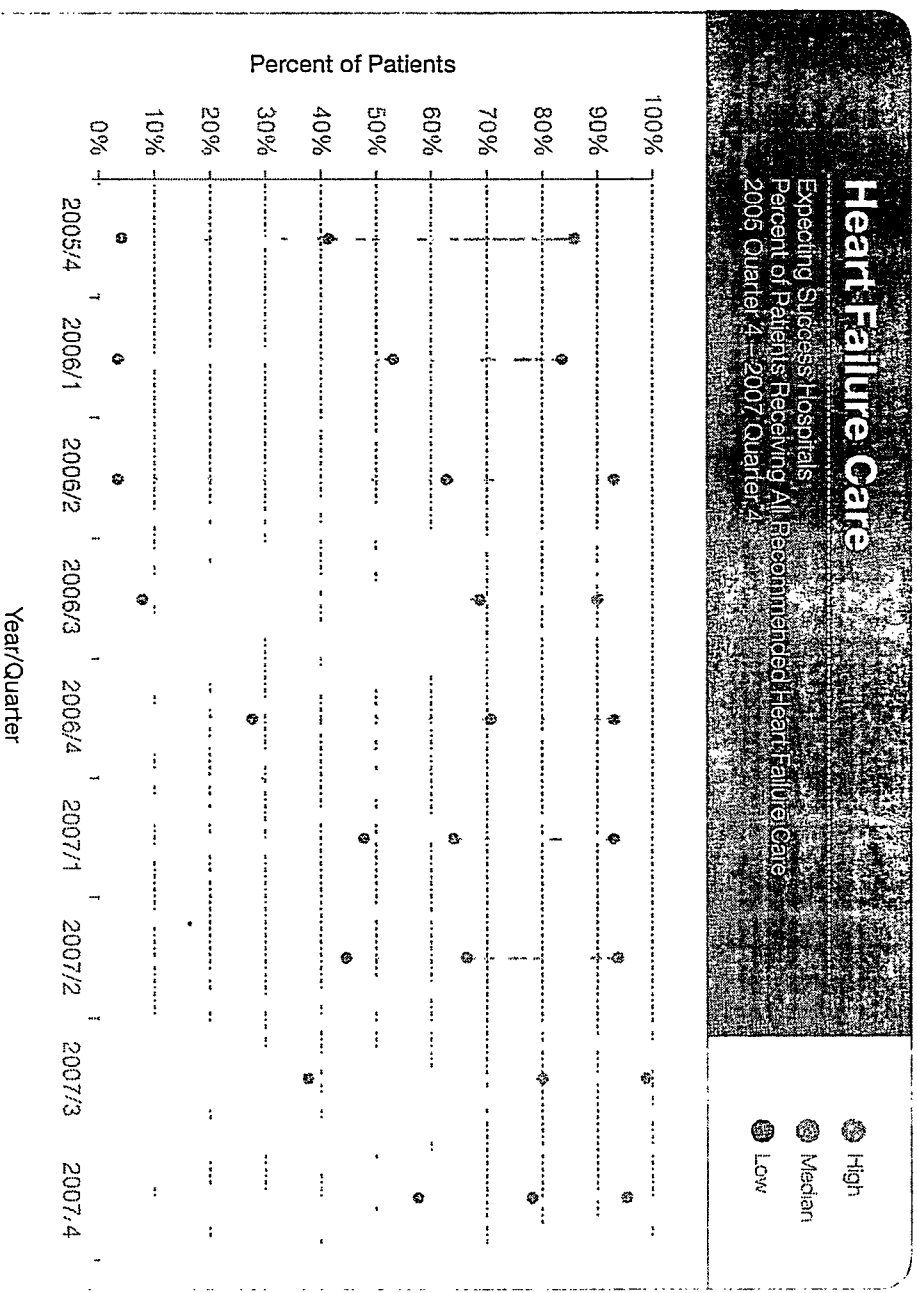 Heart Failure Care
Expecting Success Hospitals
Percent of Patients Receiving All Recommended Heart Failure Care
2005 Quarter 4–2007 Quarter 4
High
Median
Low
Percent of Patients
100%
90%
80%
70%
60%
50%
40%
30%
20%
10%
0%
2005/4
2006/1
2006/2
2006/3
2006/4
2007/1
2007/2
2007/3
2007/4
Year/Quarter